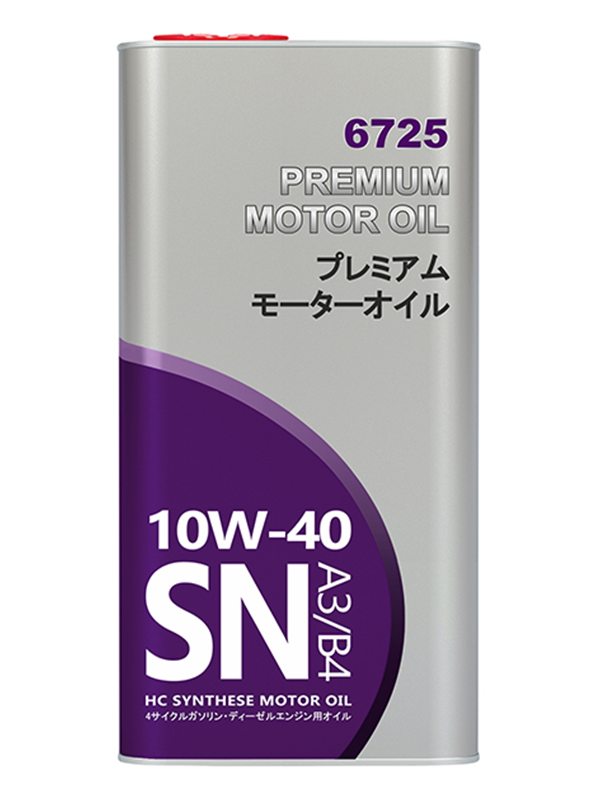 6725
PREMIUM
MOTOR OIL
プレミアム
モーターオイル
10W-40
SN
A3/B4
HC SYNTHESE MOTOR OIL
4サイクルガソリン・ディーゼルエンジン用オイル